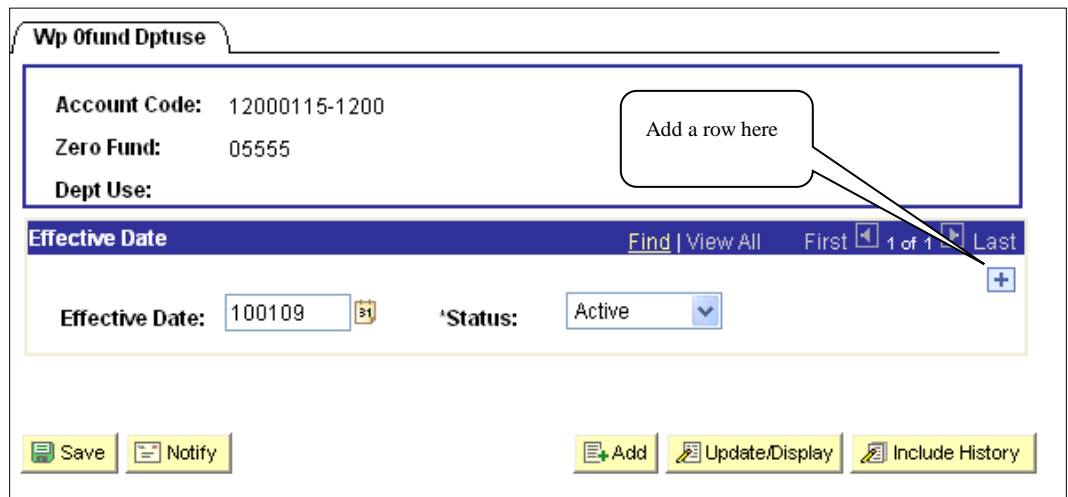 Wp 0fund Dptuse
Account Code: 12000115-1200
Zero Fund: 05555
Dept Use:
Add a row here
Effective Date Find | View All First 1 of 1 Last
Effective Date: 100109 31 *Status: Active
Save Notify Add Update/Display Include History